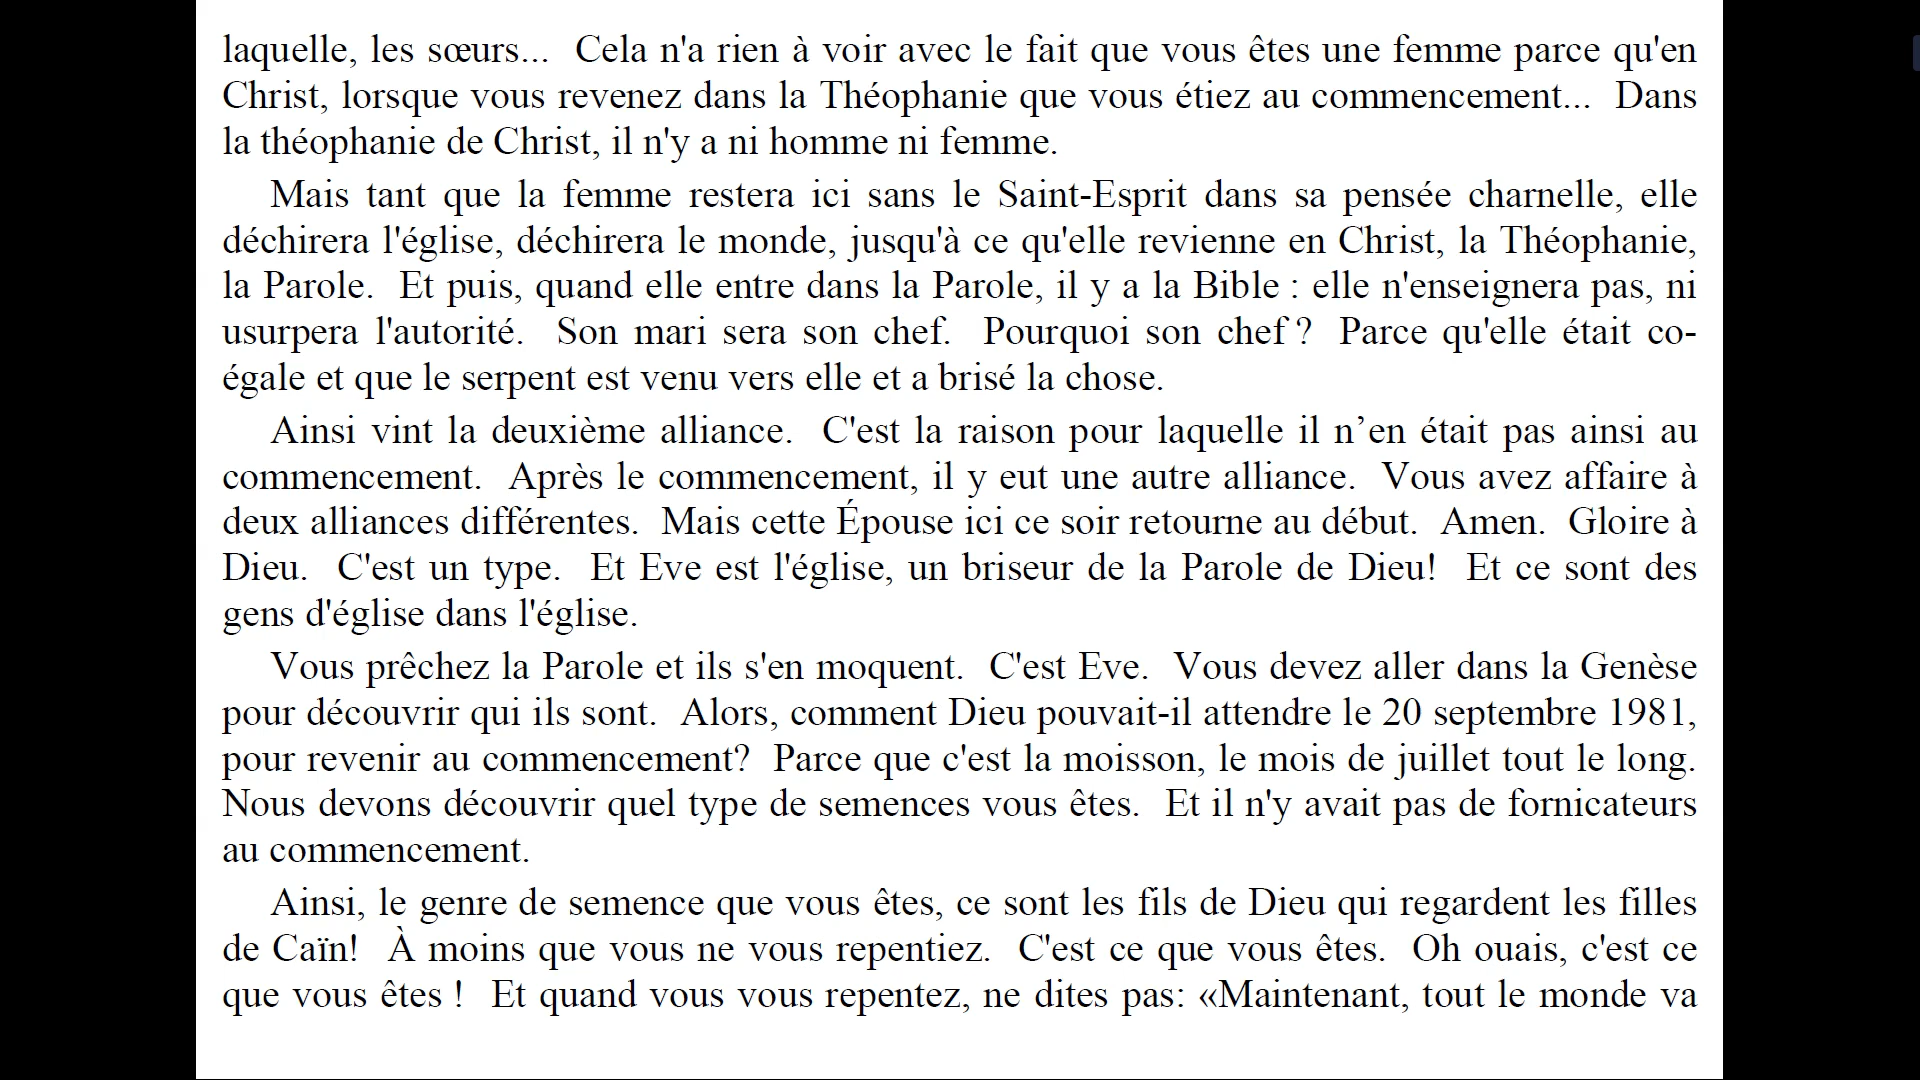 laquelle, les sœurs...  Cela n'a rien à voir avec le fait que vous êtes une femme parce qu'en
Christ, lorsque vous revenez dans la Théophanie que vous étiez au commencement...  Dans
la théophanie de Christ, il n'y a ni homme ni femme.
Mais tant que la femme restera ici sans le Saint-Esprit dans sa pensée charnelle, elle
déchirera l'église, déchirera le monde, jusqu'à ce qu'elle revienne en Christ, la Théophanie,
la Parole.  Et puis, quand elle entre dans la Parole, il y a la Bible : elle n'enseignera pas, ni
usurpera l'autorité.  Son mari sera son chef.  Pourquoi son chef ?  Parce qu'elle était co-
égale et que le serpent est venu vers elle et a brisé la chose.
Ainsi vint la deuxième alliance.  C'est la raison pour laquelle il n’en était pas ainsi au
commencement.  Après le commencement, il y eut une autre alliance.  Vous avez affaire à
deux alliances différentes.  Mais cette Épouse ici ce soir retourne au début.  Amen.  Gloire à
Dieu.  C'est un type.  Et Eve est l'église, un briseur de la Parole de Dieu!  Et ce sont des
gens d'église dans l'église.
Vous prêchez la Parole et ils s'en moquent.  C'est Eve.  Vous devez aller dans la Genèse
pour découvrir qui ils sont.  Alors, comment Dieu pouvait-il attendre le 20 septembre 1981,
pour revenir au commencement?  Parce que c'est la moisson, le mois de juillet tout le long.
Nous devons découvrir quel type de semences vous êtes.  Et il n'y avait pas de fornicateurs
au commencement.
Ainsi, le genre de semence que vous êtes, ce sont les fils de Dieu qui regardent les filles
de Caïn!  À moins que vous ne vous repentiez.  C'est ce que vous êtes.  Oh ouais, c'est ce
que vous êtes !  Et quand vous vous repentez, ne dites pas: «Maintenant, tout le monde va